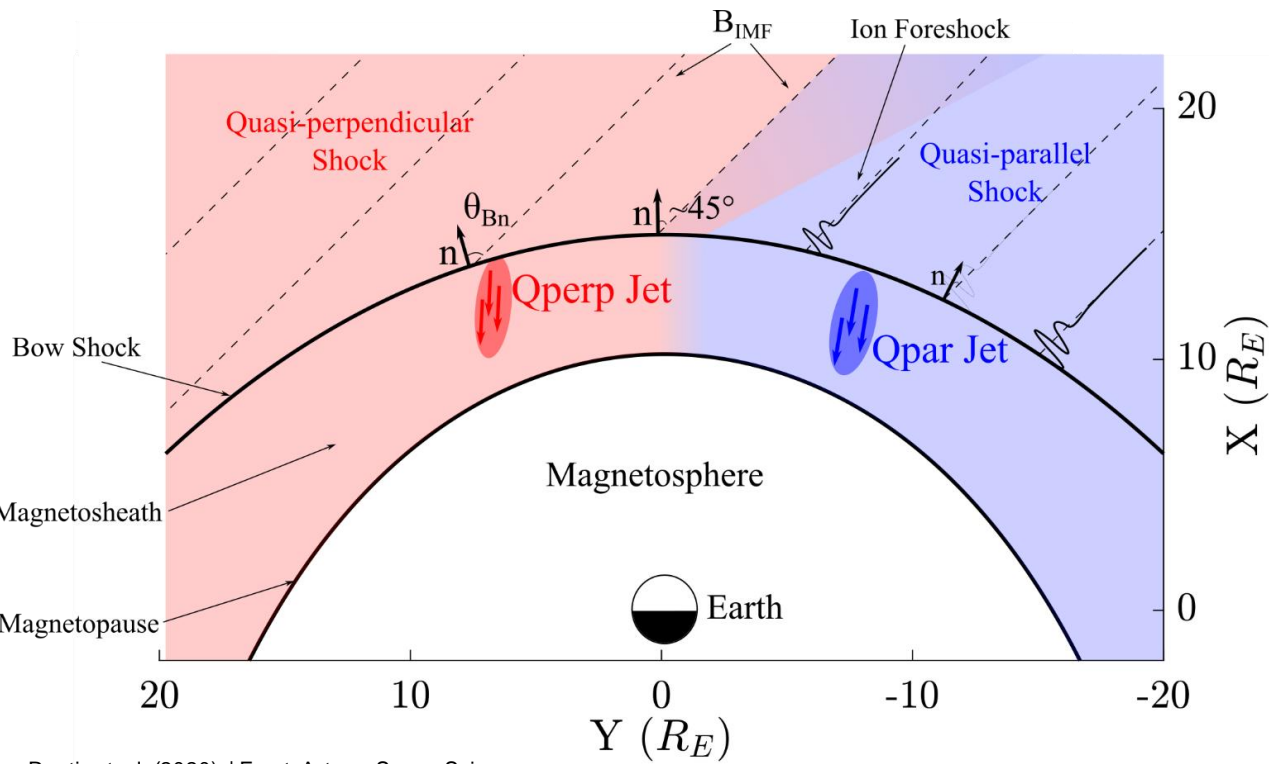 B_IMF
Ion Foreshock
Quasi-perpendicular
Shock
20
Quasi-parallel
Shock
θ_Bn
n
n
~45°
n
Qperp Jet
Qpar Jet
Bow Shock
10
X (R_E)
Magnetosphere
Magnetosheath
Earth
0
Magnetopause
20 10 0 -10 -20
Y (R_E)